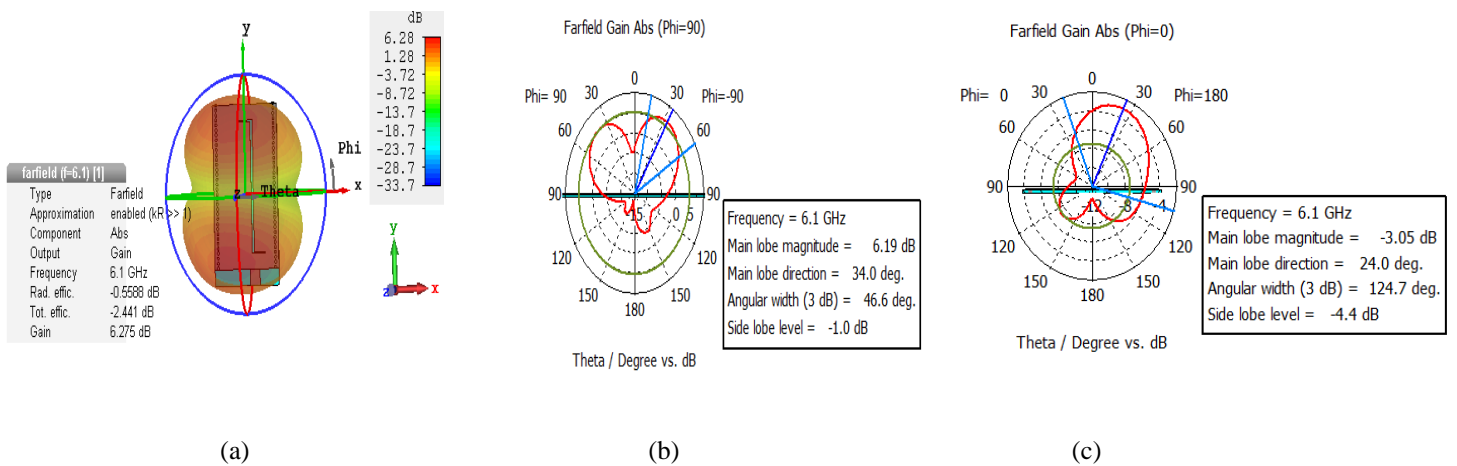 dB
6.28
1.28
-3.72
-8.72
-13.7
-18.7
-23.7
-28.7
-33.7
y
Phi
x
z
Theta
farfield (f=6.1) [1]
Type Farfield
Approximation enabled (kR >> 1)
Component Abs
Output Gain
Frequency 6.1 GHz
Rad. effic. -0.5588 dB
Tot. effic. -2.441 dB
Gain 6.275 dB
y
z
x
(a)
Farfield Gain Abs (Phi=90)
0
Phi= 90 30 30 Phi=-90
60 60
90 90
-15 0 5
120 120
150 150
180
Theta / Degree vs. dB
Frequency = 6.1 GHz
Main lobe magnitude = 6.19 dB
Main lobe direction = 34.0 deg.
Angular width (3 dB) = 46.6 deg.
Side lobe level = -1.0 dB
(b)
Farfield Gain Abs (Phi=0)
0
Phi= 0 30 30 Phi=180
60 60
90 90
-12 -8 -4
120 120
150 150
180
Theta / Degree vs. dB
Frequency = 6.1 GHz
Main lobe magnitude = -3.05 dB
Main lobe direction = 24.0 deg.
Angular width (3 dB) = 124.7 deg.
Side lobe level = -4.4 dB
(c)